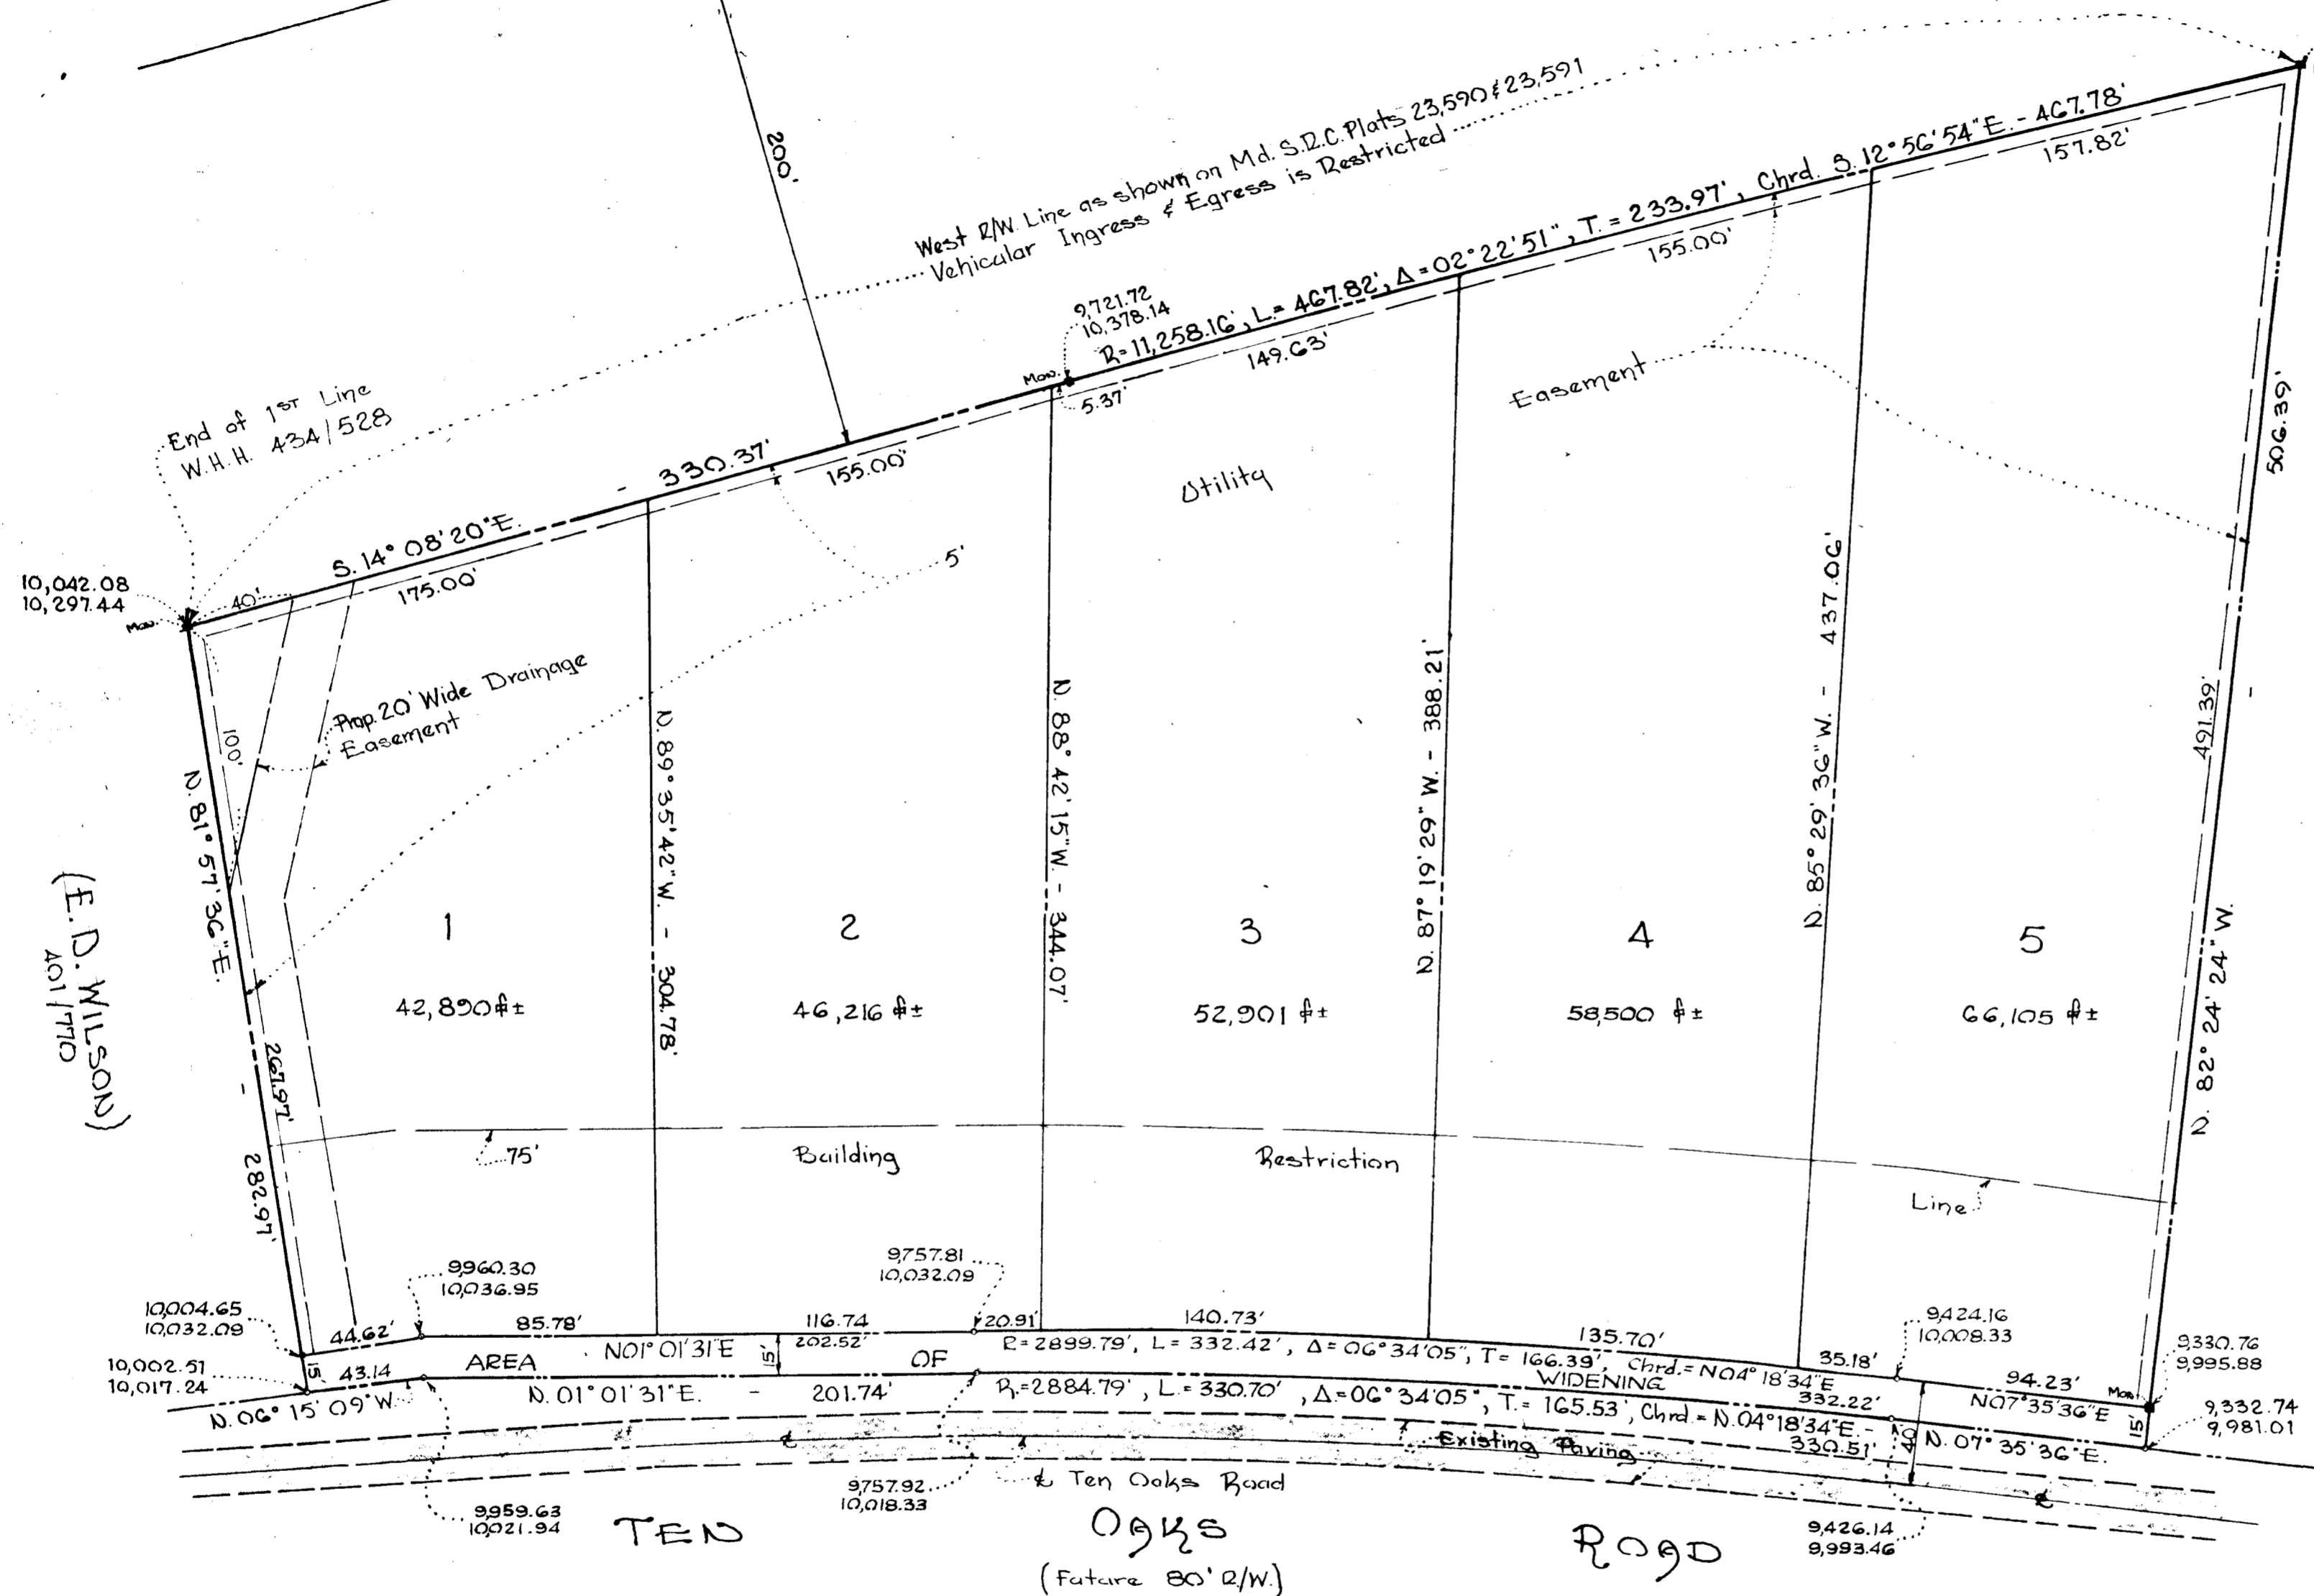 200'
West R/W. Line as shown on Md. S.R.C. Plats 23,590 & 23,591
Vehicular Ingress & Egress is Restricted
End of 1ST Line
W.H.H. 434/528
9,721.72
10,378.14
Mon.
R=11,258.16', L= 467.82', Δ=02°22'51", T. = 233.97', Chrd. S. 12°56'54"E. - 467.78'
157.82'
155.00'
149.63'
5.37'
S. 14° 08'20"E. - 330.37'
155.00'
175.00'
40'
10,042.08
10,297.44
Mon.
Utility
Easement
5'
Prop. 20' Wide Drainage
Easement
100'
N. 81° 57' 36" E. - 282.97'
267.97'
(E. D. WILSON)
401/770
N. 89° 35' 42" W. - 304.78'
N. 88° 42' 15" W. - 344.07'
N. 87° 19' 29" W. - 388.21'
N. 85° 29' 36" W. - 437.06'
N. 82° 24' 24" W. - 506.39'
491.39'
1
2
3
4
5
42,890 ±
46,216 ±
52,901 ±
58,500 ±
66,105 ±
75'
Building
Restriction
Line
9,960.30
10,036.95
9,757.81
10,032.09
10,004.65
10,032.09
9,424.16
10,008.33
9,330.76
9,995.88
10,002.51
10,017.24
44.62'
85.78'
116.74
20.91'
140.73'
135.70'
35.18'
94.23'
Mon.
N01° 01' 31" E
202.52'
R=2899.79', L= 332.42', Δ=06°34'05", T= 166.39', Chrd.= N04°18'34"E
332.22'
N07°35'36"E
15'
43.14
15'
AREA
OF
WIDENING
15'
9,332.74
9,981.01
N. 06° 15' 09" W.
N. 01° 01' 31" E. - 201.74'
R.=2884.79', L.= 330.70', Δ=06°34'05", T.= 165.53', Chrd.= N.04°18'34"E. -
330.51'
40'
N. 07° 35' 36" E.
Existing Paving
℄
℄ Ten Oaks Road
℄
9,959.63
10,021.94
9,757.92
10,018.33
9,426.14
9,993.46
TEN OAKS ROAD
(Future 80' R/W.)